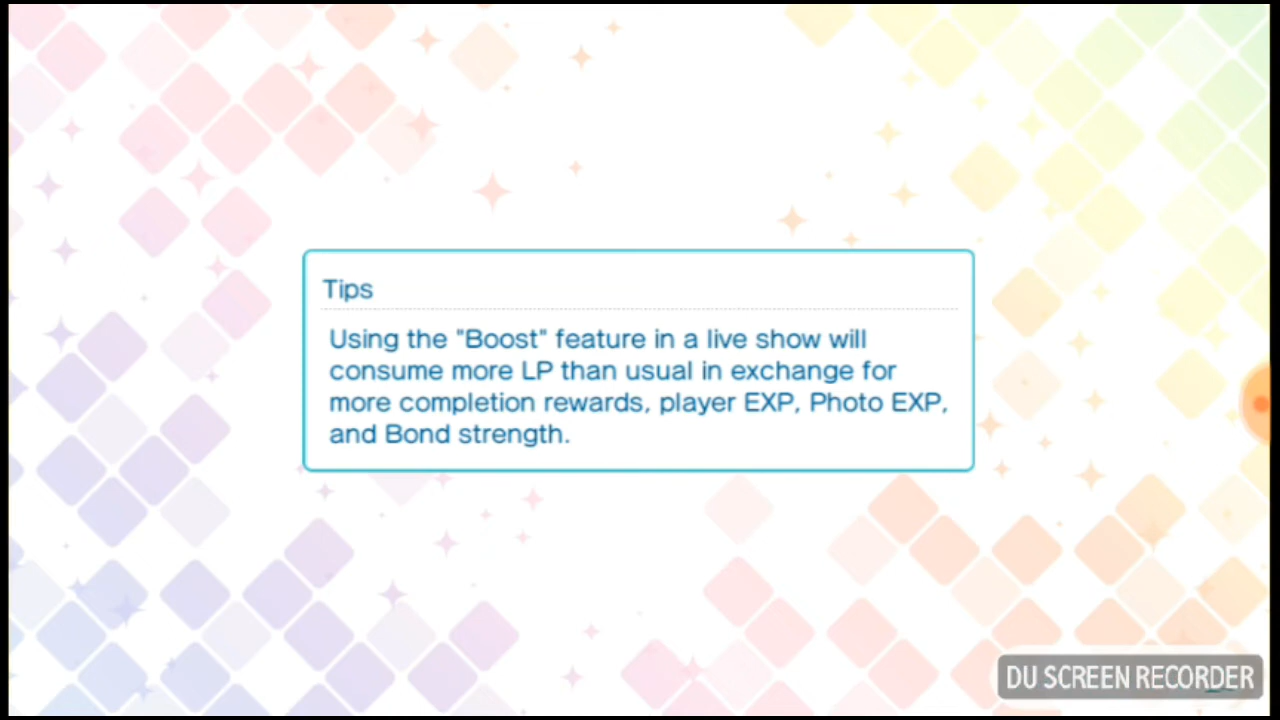 Tips
Using the "Boost" feature in a live show will
consume more LP than usual in exchange for
more completion rewards, player EXP, Photo EXP,
and Bond strength.
DU SCREEN RECORDER